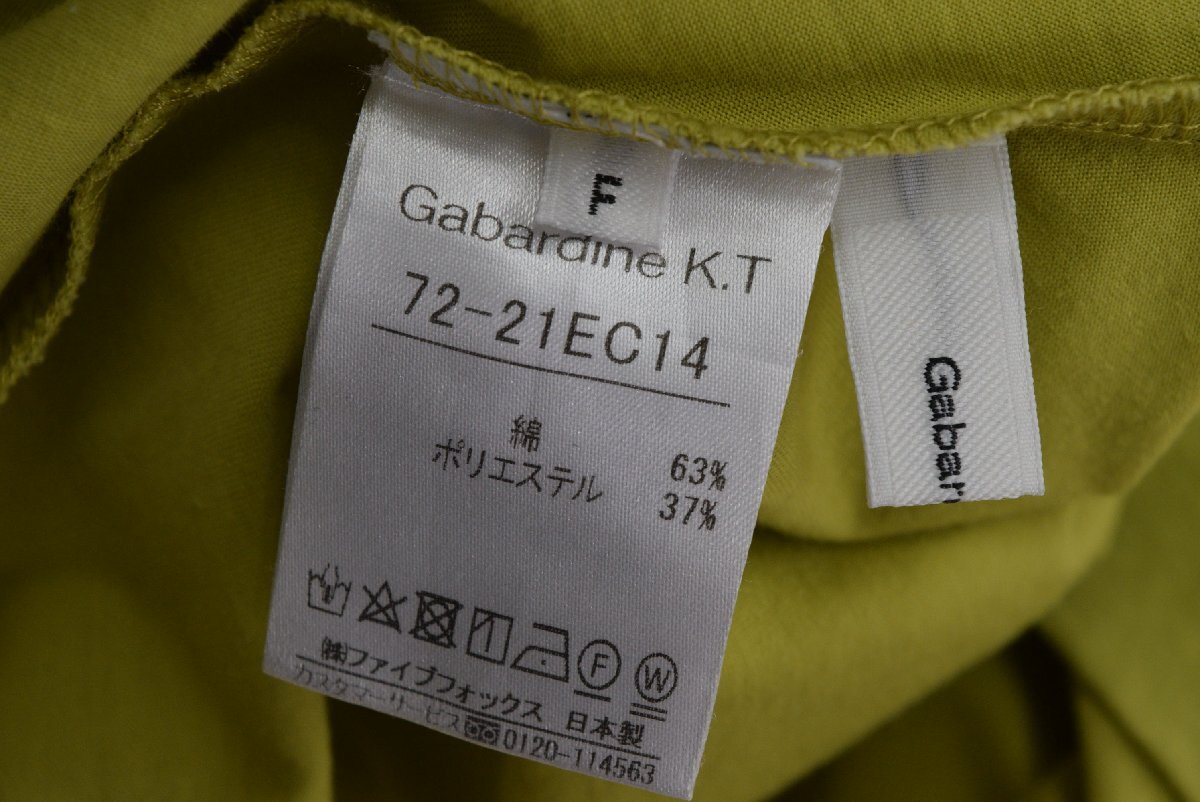 F
Gabardine K.T
72-21EC14
綿 63%
ポリエステル 37%
F W
㈱ファイブフォックス 日本製
カスタマーサービス 0120-114563
Gabar